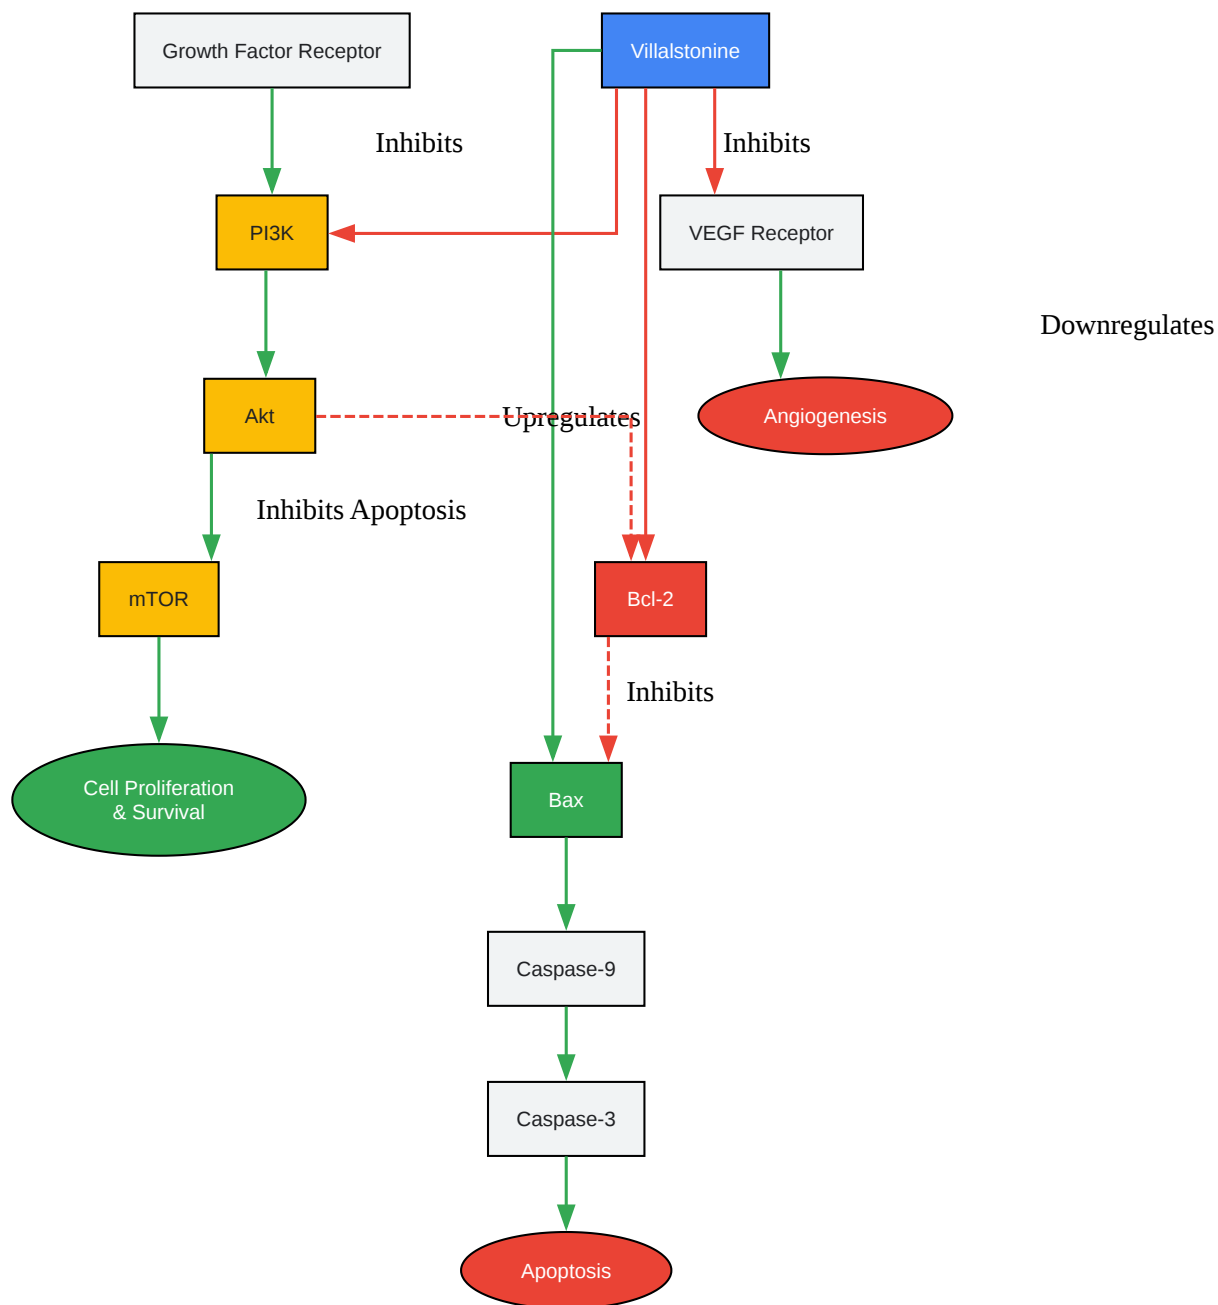 Growth Factor Receptor
Villalstonine
Inhibits
Inhibits
PI3K
VEGF Receptor
Downregulates
Akt
Upregulates
Angiogenesis
Inhibits Apoptosis
mTOR
Bcl-2
Inhibits
Cell Proliferation
& Survival
Bax
Caspase-9
Caspase-3
Apoptosis